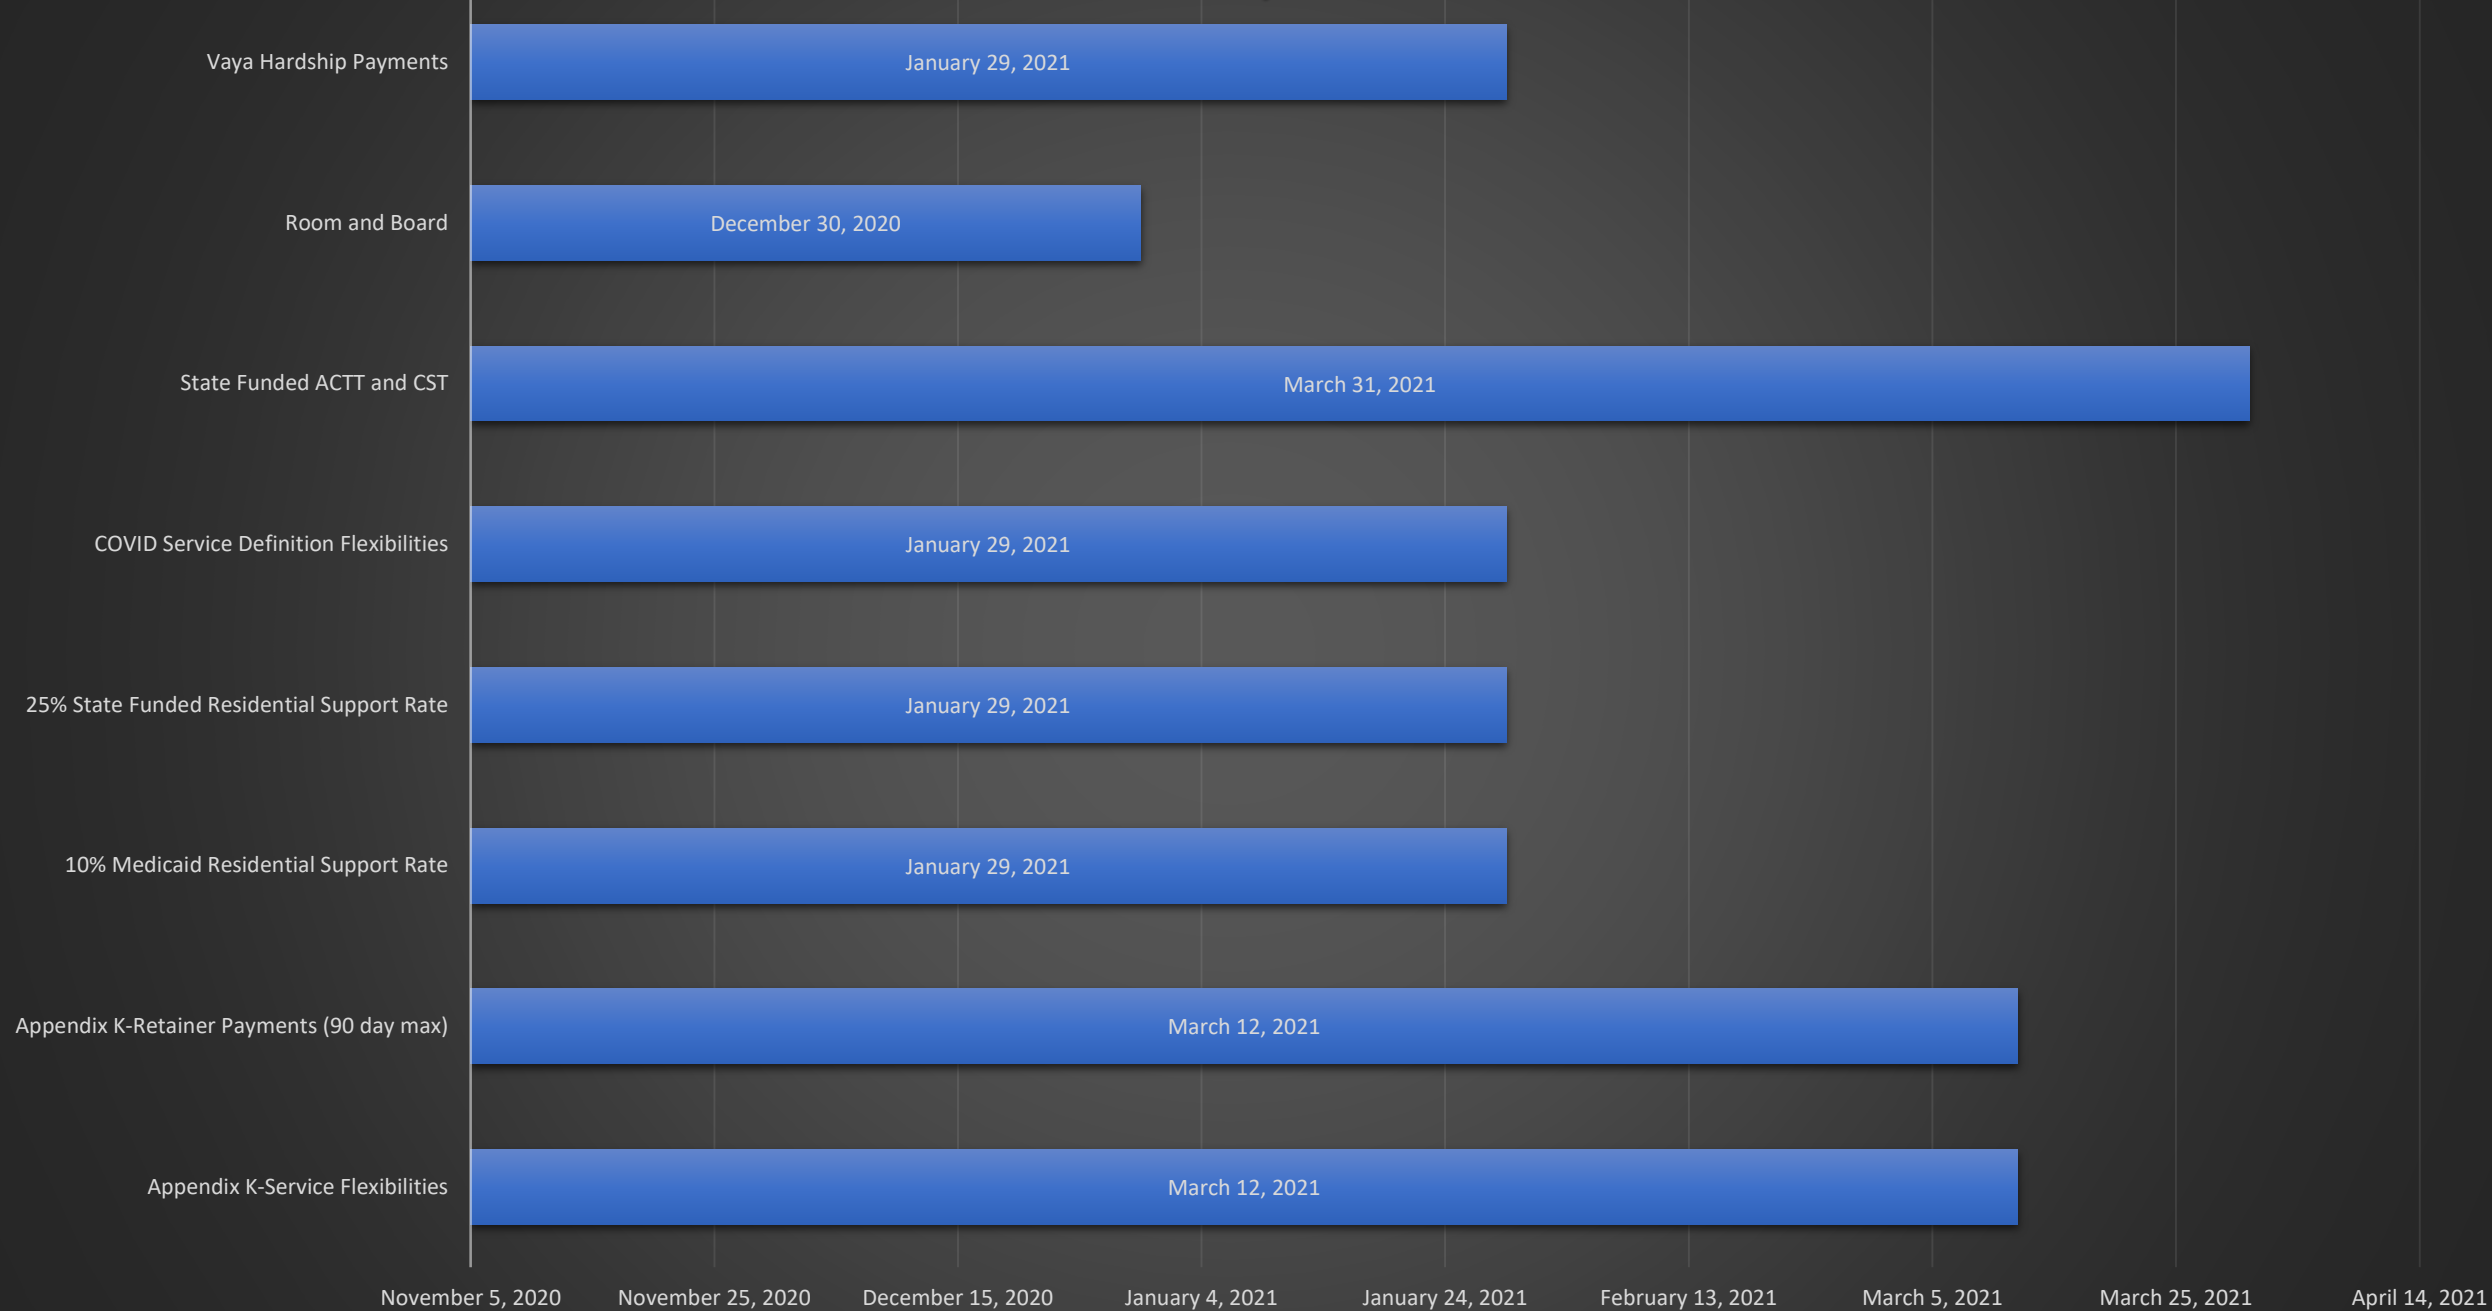 Vaya Hardship Payments
January 29, 2021
Room and Board
December 30, 2020
State Funded ACTT and CST
March 31, 2021
COVID Service Definition Flexibilities
January 29, 2021
25% State Funded Residential Support Rate
January 29, 2021
10% Medicaid Residential Support Rate
January 29, 2021
Appendix K-Retainer Payments (90 day max)
March 12, 2021
Appendix K-Service Flexibilities
March 12, 2021
November 5, 2020 November 25, 2020 December 15, 2020 January 4, 2021 January 24, 2021 February 13, 2021 March 5, 2021 March 25, 2021 April 14, 2021